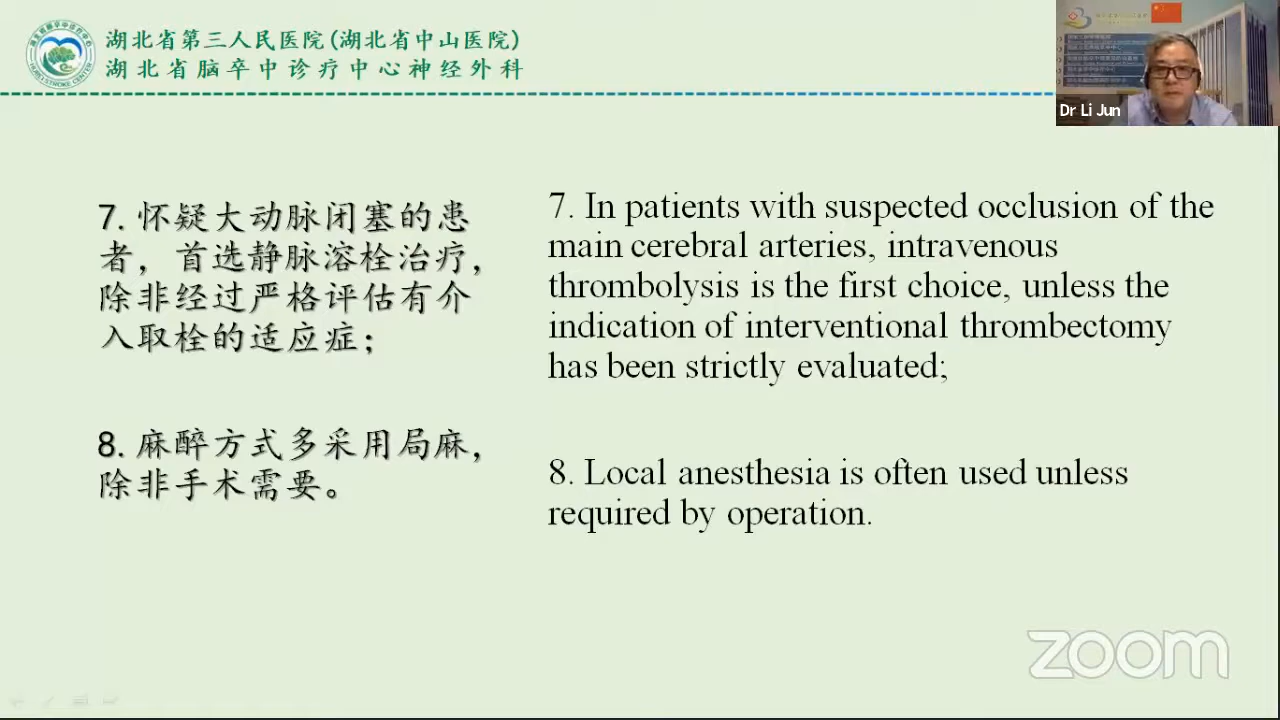 湖北省第三人民医院(湖北省中山医院)
湖北省脑卒中诊疗中心神经外科
Dr Li Jun
7. 怀疑大动脉闭塞的患
者，首选静脉溶栓治疗，
除非经过严格评估有介
入取栓的适应症；
8. 麻醉方式多采用局麻，
除非手术需要。
7. In patients with suspected occlusion of the
main cerebral arteries, intravenous
thrombolysis is the first choice, unless the
indication of interventional thrombectomy
has been strictly evaluated;
8. Local anesthesia is often used unless
required by operation.
zoom